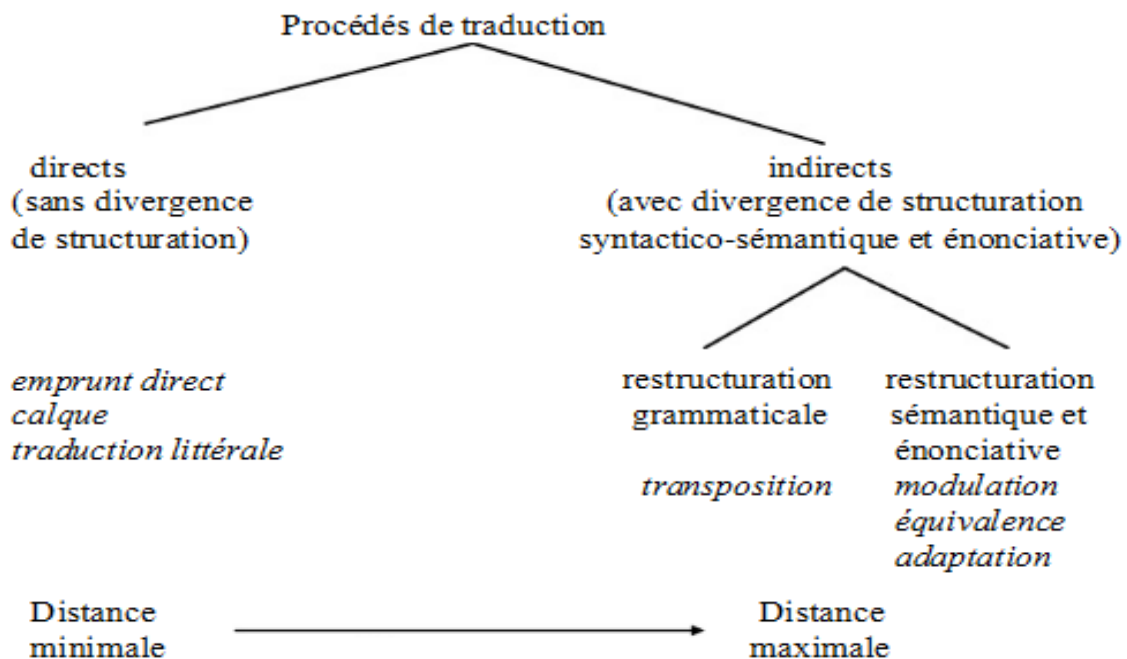 Procédés de traduction
directs
(sans divergence
de structuration)
indirects
(avec divergence de structuration
syntactico-sémantique et énonciative)
emprunt direct
calque
traduction littérale
restructuration
grammaticale
transposition
restructuration
sémantique et
énonciative
modulation
équivalence
adaptation
Distance
minimale
Distance
maximale